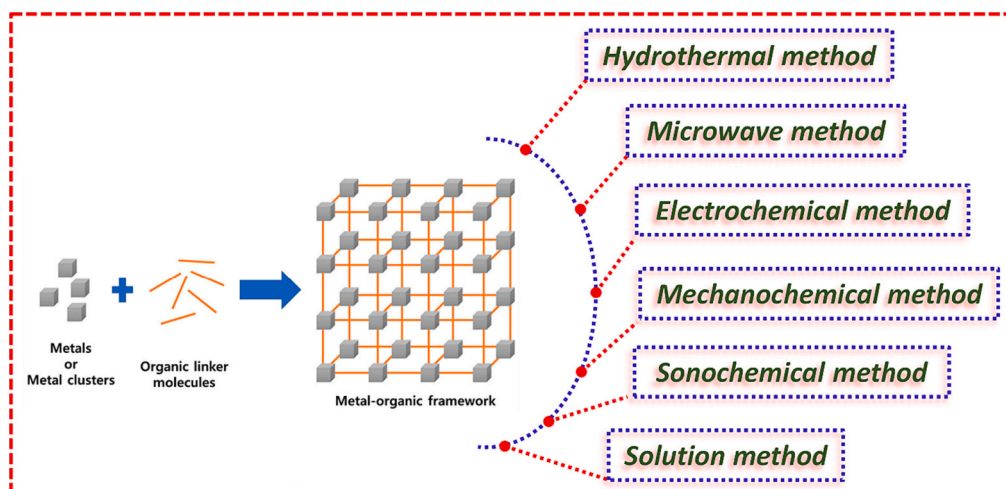 Hydrothermal method
Microwave method
Electrochemical method
Mechanochemical method
Sonochemical method
Solution method
Metals
or
Metal clusters
Organic linker
molecules
Metal-organic framework